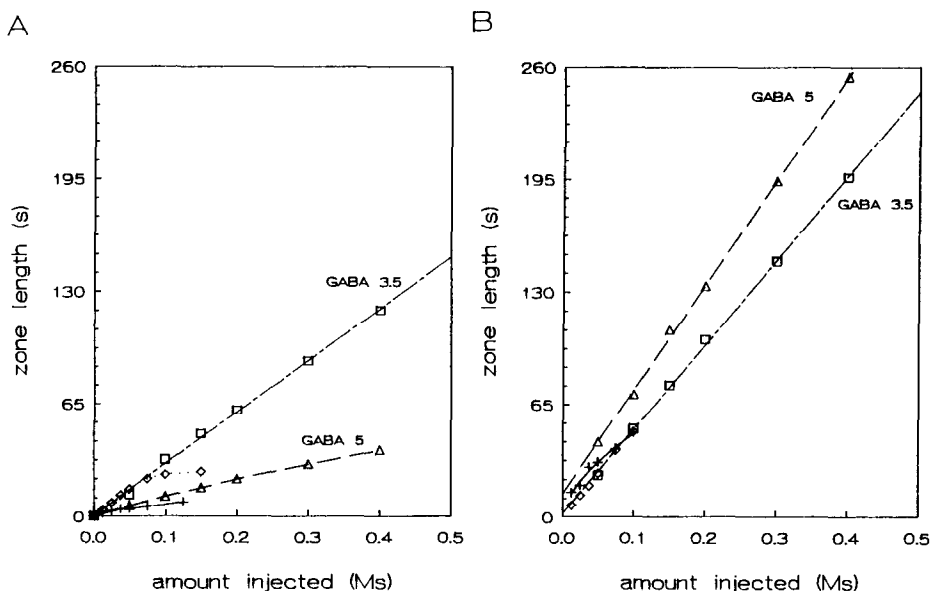 A
260
195
130
65
0
zone length (s)
GABA 3.5
GABA 5
0.0 0.1 0.2 0.3 0.4 0.5
amount injected (Ms)
B
260
195
130
65
0
zone length (s)
GABA 5
GABA 3.5
0.0 0.1 0.2 0.3 0.4 0.5
amount injected (Ms)